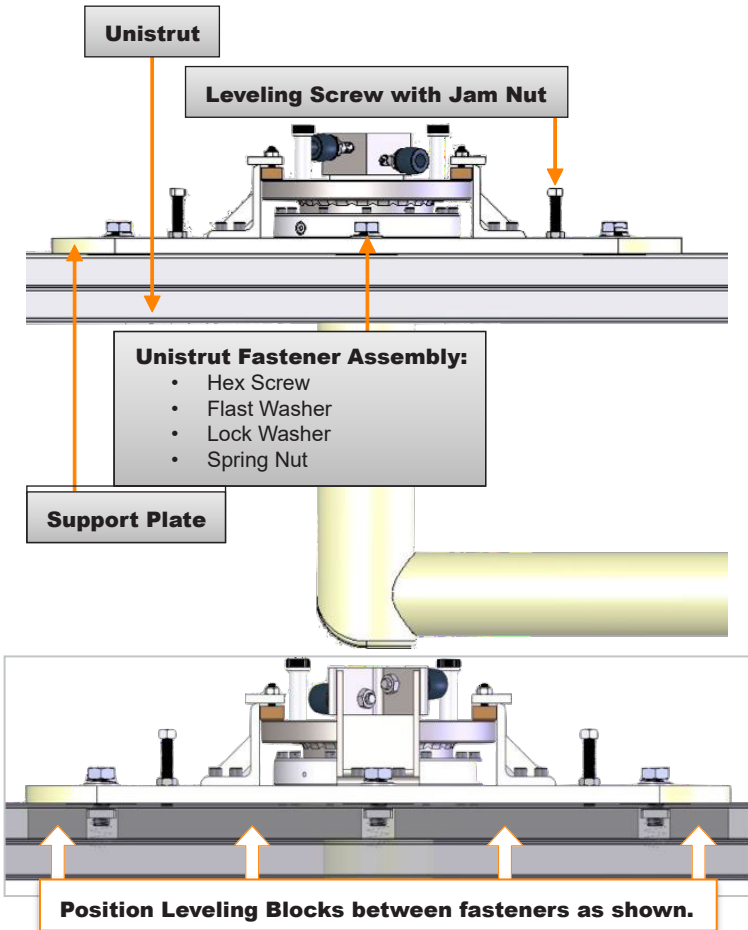 Unistrut
Leveling Screw with Jam Nut
Unistrut Fastener Assembly:
• Hex Screw
• Flast Washer
• Lock Washer
• Spring Nut
Support Plate
Position Leveling Blocks between fasteners as shown.